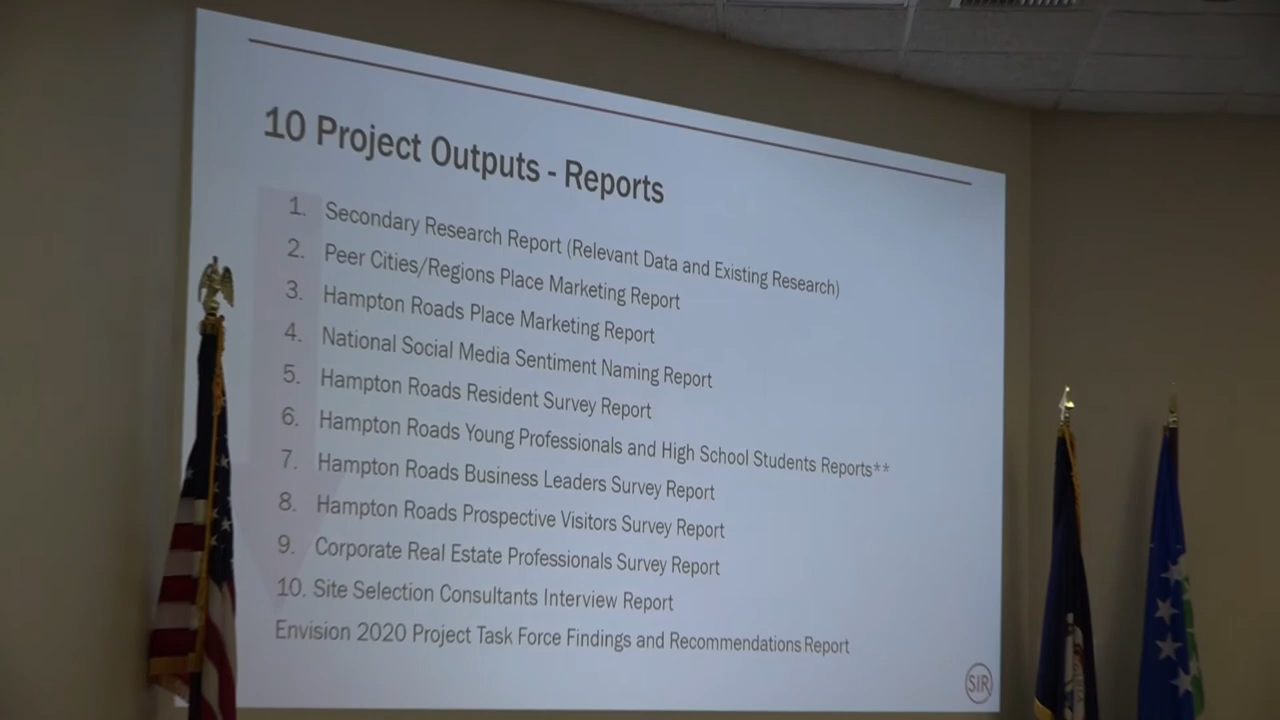 10 Project Outputs - Reports
1. Secondary Research Report (Relevant Data and Existing Research)
2. Peer Cities/Regions Place Marketing Report
3. Hampton Roads Place Marketing Report
4. National Social Media Sentiment Naming Report
5. Hampton Roads Resident Survey Report
6. Hampton Roads Young Professionals and High School Students Reports**
7. Hampton Roads Business Leaders Survey Report
8. Hampton Roads Prospective Visitors Survey Report
9. Corporate Real Estate Professionals Survey Report
10. Site Selection Consultants Interview Report
Envision 2020 Project Task Force Findings and Recommendations Report
SIR